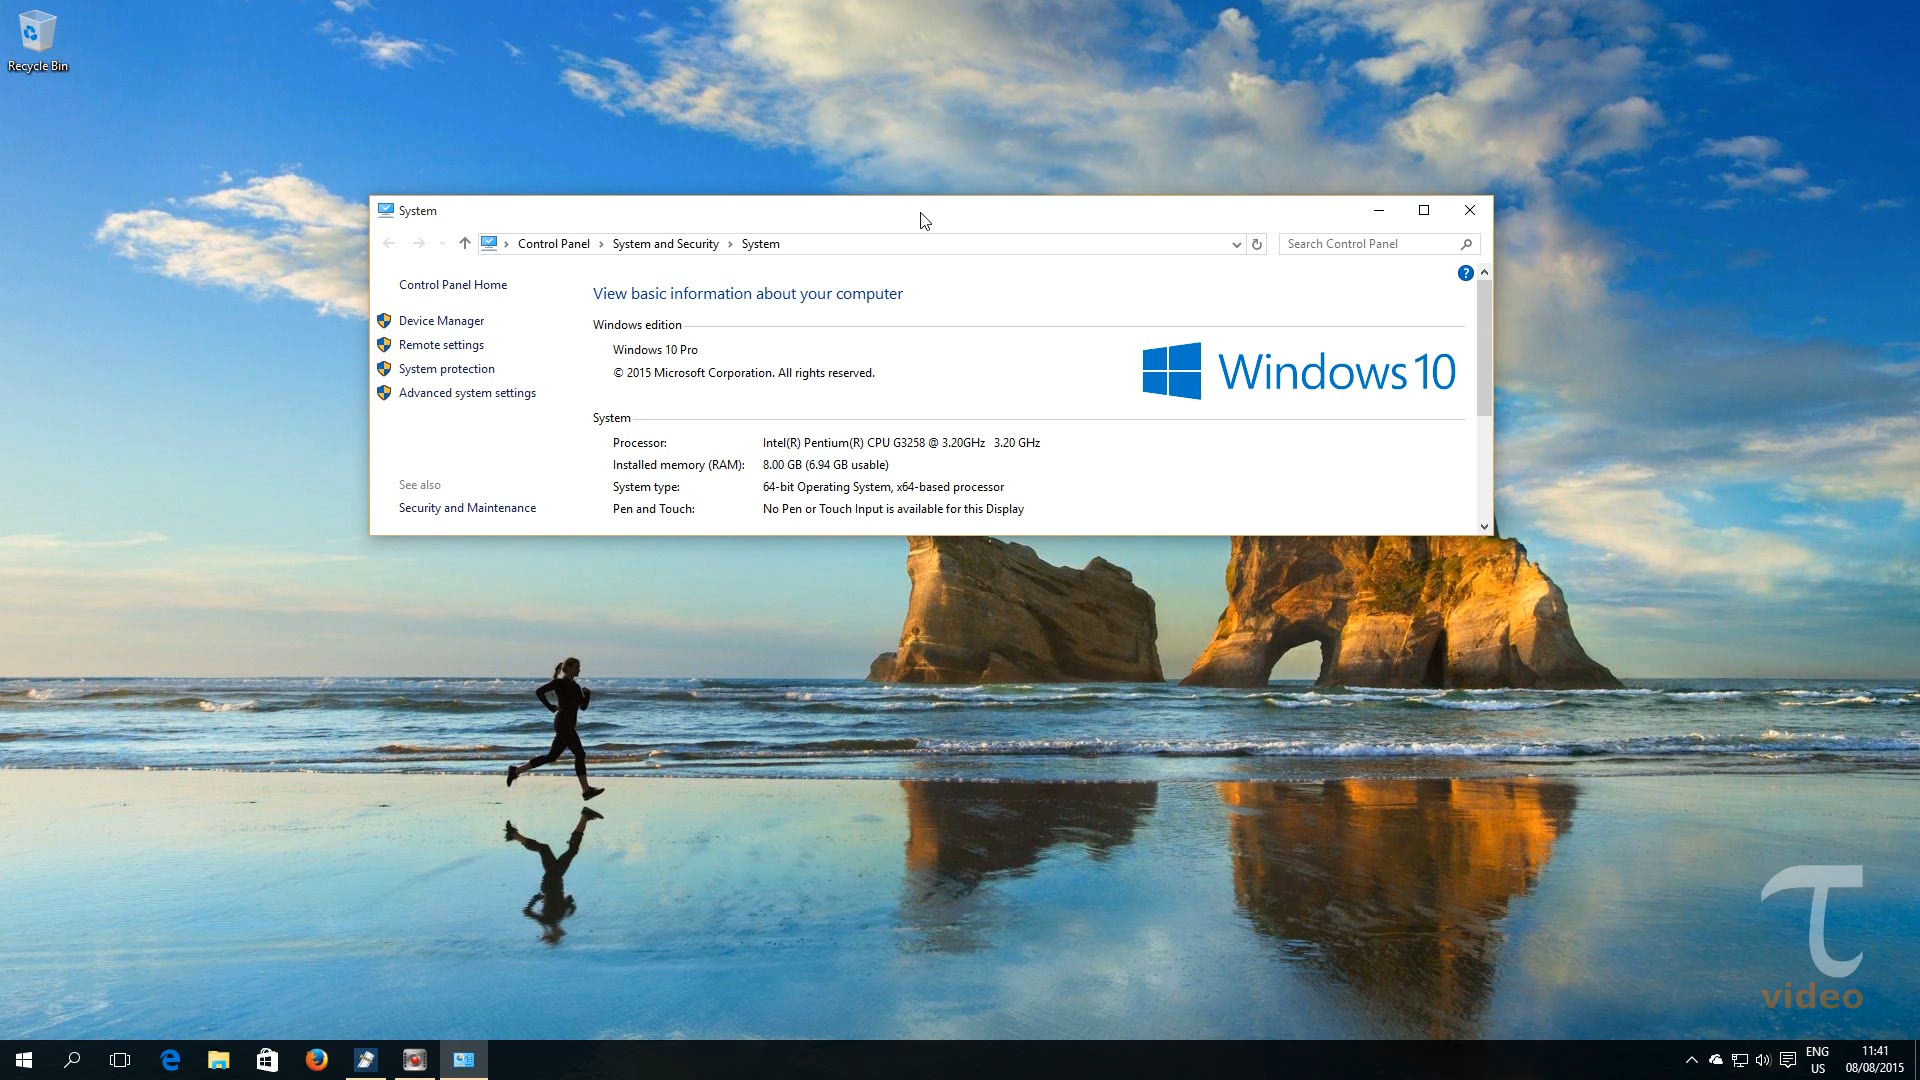 Recycle Bin
System
Control Panel > System and Security > System
Search Control Panel
?
Control Panel Home
Device Manager
Remote settings
System protection
Advanced system settings
See also
Security and Maintenance
View basic information about your computer
Windows edition
Windows 10 Pro
© 2015 Microsoft Corporation. All rights reserved.
Windows 10
System
Processor: Intel(R) Pentium(R) CPU G3258 @ 3.20GHz 3.20 GHz
Installed memory (RAM): 8.00 GB (6.94 GB usable)
System type: 64-bit Operating System, x64-based processor
Pen and Touch: No Pen or Touch Input is available for this Display
τ
video
ENG
US
11:41
08/08/2015